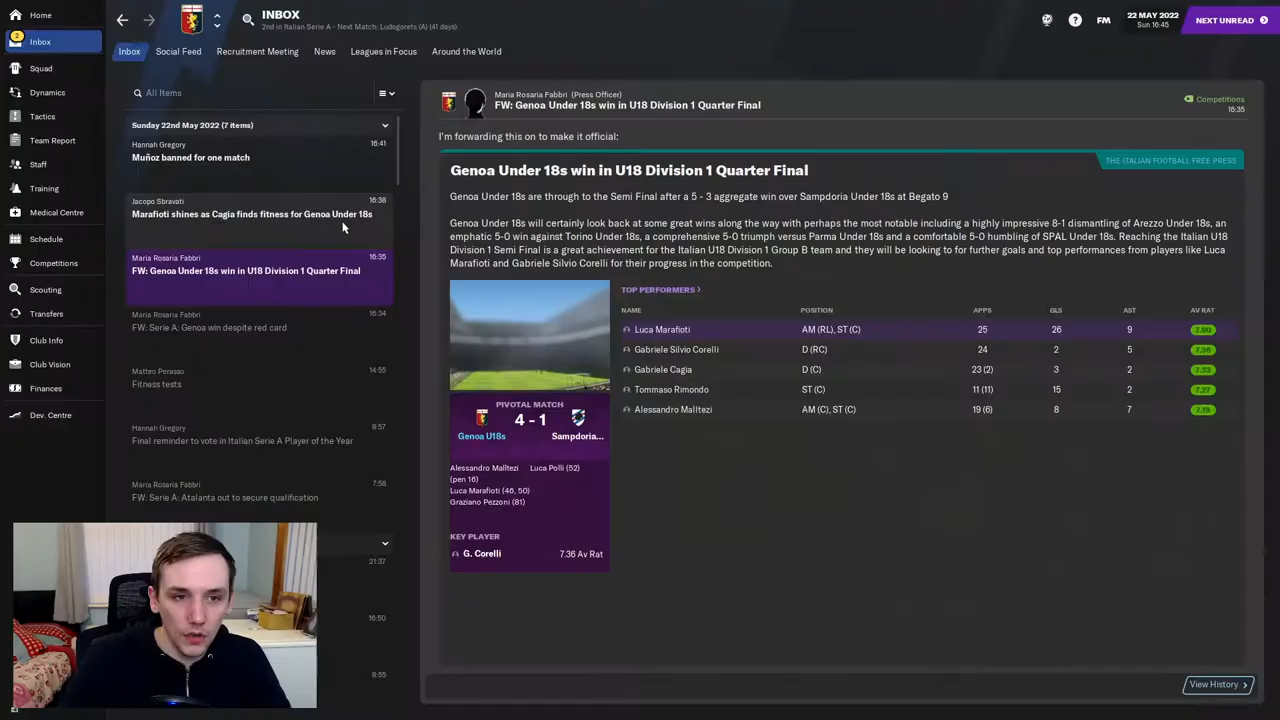 Home
2
Inbox
Squad
Dynamics
Tactics
Team Report
Staff
Training
Medical Centre
Schedule
Competitions
Scouting
Transfers
Club Info
Club Vision
Finances
Dev. Centre
INBOX
2nd in Italian Serie A - Next Match: Ludogorets (A) (41 days)
?
FM
22 MAY 2022
Sun 16:45
NEXT UNREAD
Inbox
Social Feed
Recruitment Meeting
News
Leagues in Focus
Around the World
All Items
Sunday 22nd May 2022 (7 items)
Hannah Gregory 16:41
Muñoz banned for one match
Jacopo Sbravati 16:38
Marafioti shines as Cagia finds fitness for Genoa Under 18s
Maria Rosaria Fabbri 16:35
FW: Genoa Under 18s win in U18 Division 1 Quarter Final
Maria Rosaria Fabbri 16:34
FW: Serie A: Genoa win despite red card
Matteo Perasso 14:55
Fitness tests
Hannah Gregory 8:57
Final reminder to vote in Italian Serie A Player of the Year
Maria Rosaria Fabbri 7:58
FW: Serie A: Atalanta out to secure qualification
21:37
16:50
8:55
Maria Rosaria Fabbri (Press Officer)
FW: Genoa Under 18s win in U18 Division 1 Quarter Final
Competitions
16:35
I'm forwarding this on to make it official:
THE ITALIAN FOOTBALL FREE PRESS
Genoa Under 18s win in U18 Division 1 Quarter Final
Genoa Under 18s are through to the Semi Final after a 5 - 3 aggregate win over Sampdoria Under 18s at Begato 9
Genoa Under 18s will certainly look back at some great wins along the way with perhaps the most notable including a highly impressive 8-1 dismantling of Arezzo Under 18s, an
emphatic 5-0 win against Torino Under 18s, a comprehensive 5-0 triumph versus Parma Under 18s and a comfortable 5-0 humbling of SPAL Under 18s. Reaching the Italian U18
Division 1 Semi Final is a great achievement for the Italian U18 Division 1 Group B team and they will be looking to for further goals and top performances from players like Luca
Marafioti and Gabriele Silvio Corelli for their progress in the competition.
TOP PERFORMERS >
NAME POSITION APPS GLS AST AV RAT
Luca Marafioti AM (RL), ST (C) 25 26 9 7.90
Gabriele Silvio Corelli D (RC) 24 2 5 7.36
Gabriele Cagia D (C) 23 (2) 3 2 7.33
Tommaso Rimondo ST (C) 11 (11) 15 2 7.27
Alessandro Malltezi AM (C), ST (C) 19 (6) 8 7 7.19
PIVOTAL MATCH
4 - 1
Genoa U18s Sampdoria...
Alessandro Malltezi Luca Polli (52)
(pen 16)
Luca Marafioti (46, 50)
Graziano Pezzoni (81)
KEY PLAYER
G. Corelli 7.36 Av Rat
View History >